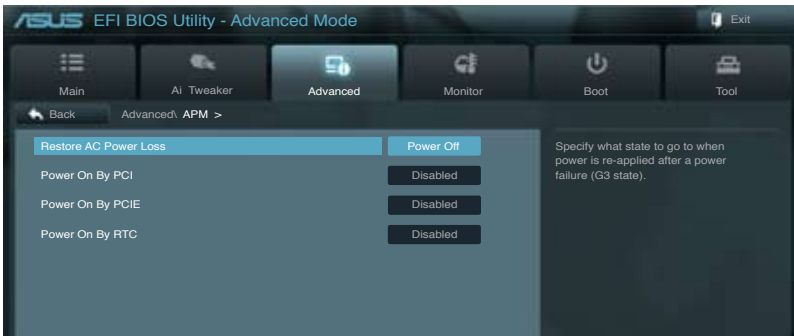 ASUS EFI BIOS Utility - Advanced Mode
Exit
Main
Ai Tweaker
Advanced
Monitor
Boot
Tool
Back
Advanced\ APM >
Restore AC Power Loss
Power Off
Power On By PCI
Disabled
Power On By PCIE
Disabled
Power On By RTC
Disabled
Specify what state to go to when
power is re-applied after a power
failure (G3 state).